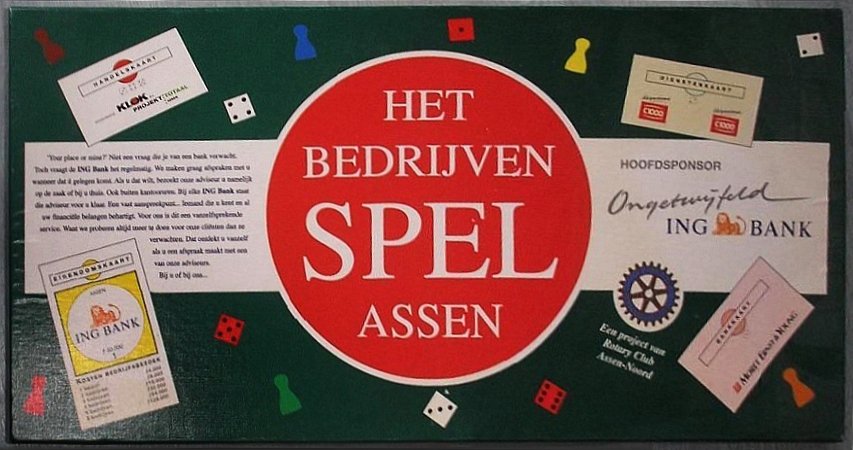 HET
BEDRIJVEN
SPEL
ASSEN
HANDELSKAART
KLOK
PROJEKTTOTAAL
DIENSTENKAART
C1000
C1000
'Your place or mine?' Niet een vraag die je van een bank verwacht.
Toch vraagt de ING Bank het regelmatig. We maken graag afspraken met u
wanneer dat ú gelegen komt. Als u dat wilt, bezoekt onze adviseur u namelijk
op de zaak of bij u thuis. Ook buiten kantooruren. Bij elke ING Bank staat
die adviseur voor u klaar. Een vast aanspreekpunt... Iemand die u kent en al
uw financiële belangen behartigt. Voor ons is dit een vanzelfsprekende
service. Want we proberen altijd meer te doen voor onze cliënten dan ze
verwachten. Dat ontdekt u vanzelf
als u een afspraak maakt met een
van onze adviseurs.
Bij u of bij ons...
HOOFDSPONSOR
Ongetwijfeld
ING BANK
EIGENDOMSKAART
ASSEN
ING BANK
KOSTEN BEDRIJFSBEZOEK
Een project van
Rotary Club
Assen-Noord
BANKKAART
MORET ERNST & YOUNG